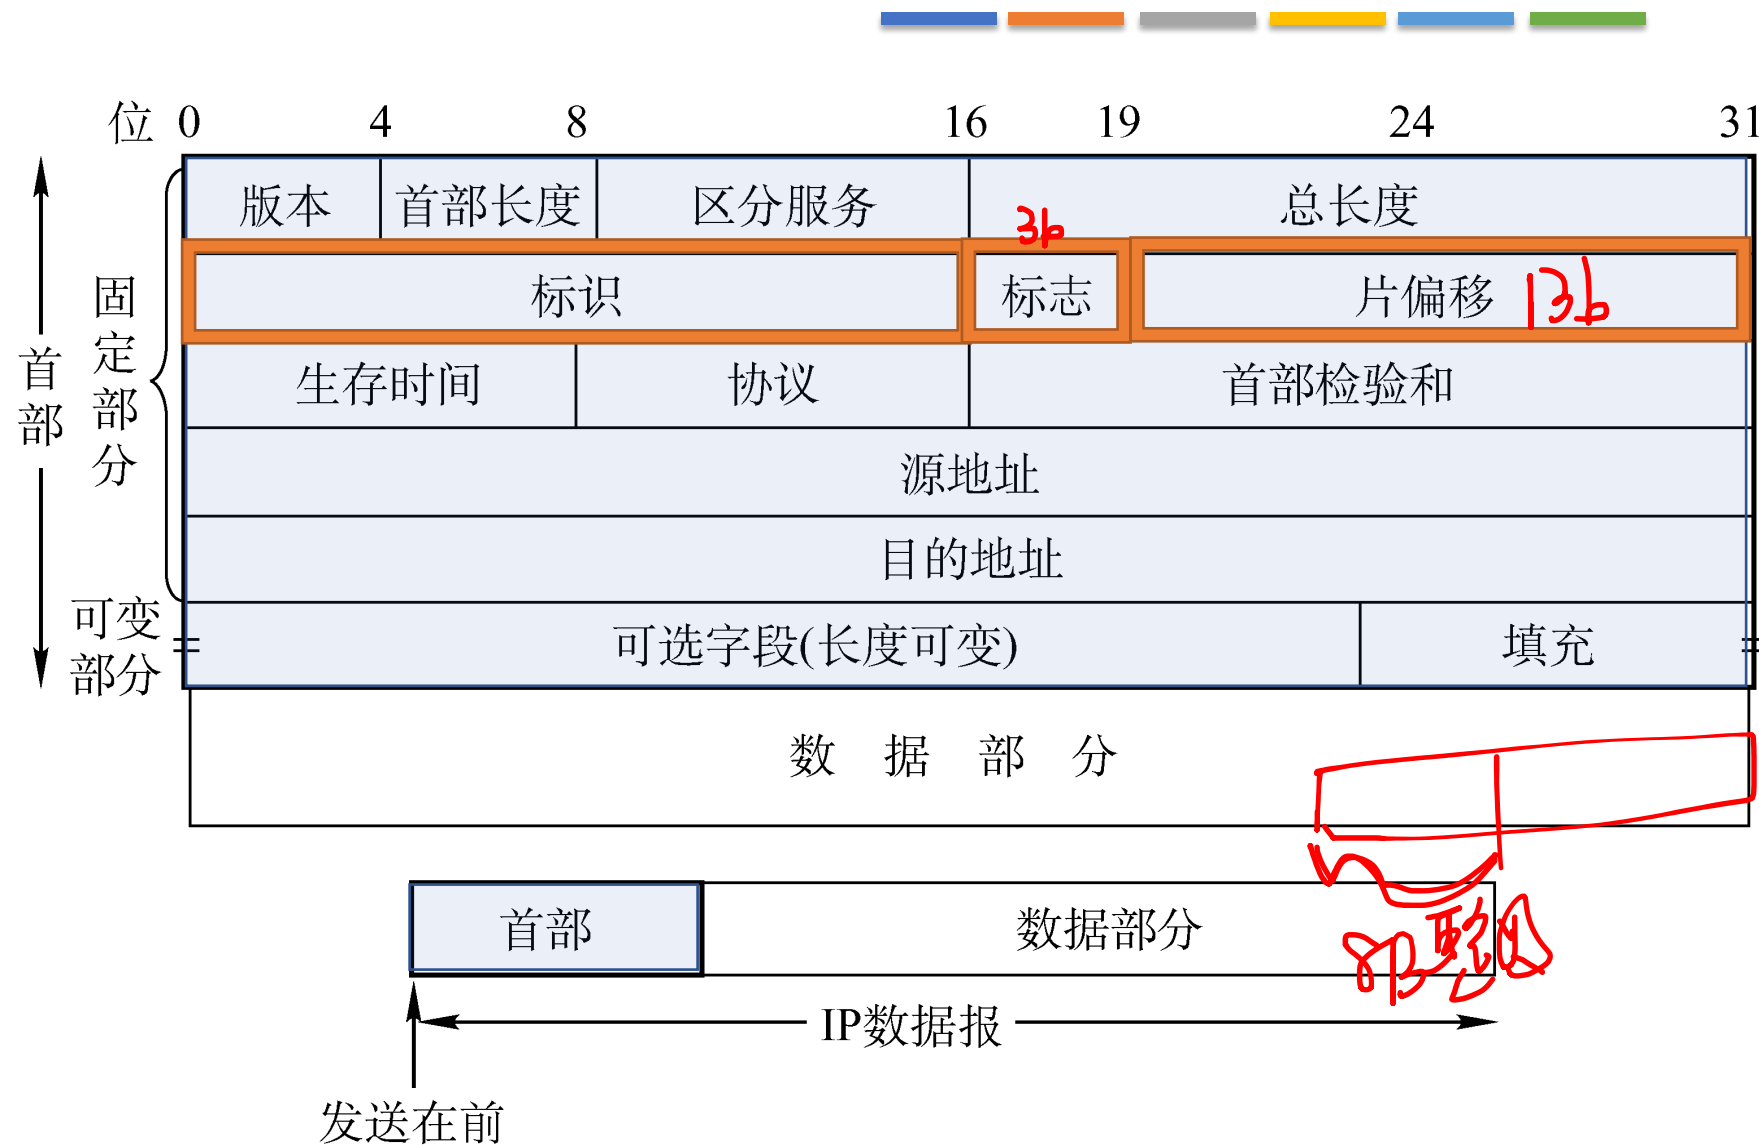 位 0 4 8 16 19 24 31
版本 首部长度 区分服务 总长度
3b
标识 标志 片偏移 13b
生存时间 协议 首部检验和
源地址
目的地址
可选字段(长度可变) 填充
首部
固定部分
可变部分
数据部分
首部 数据部分
8B 整
IP数据报
发送在前